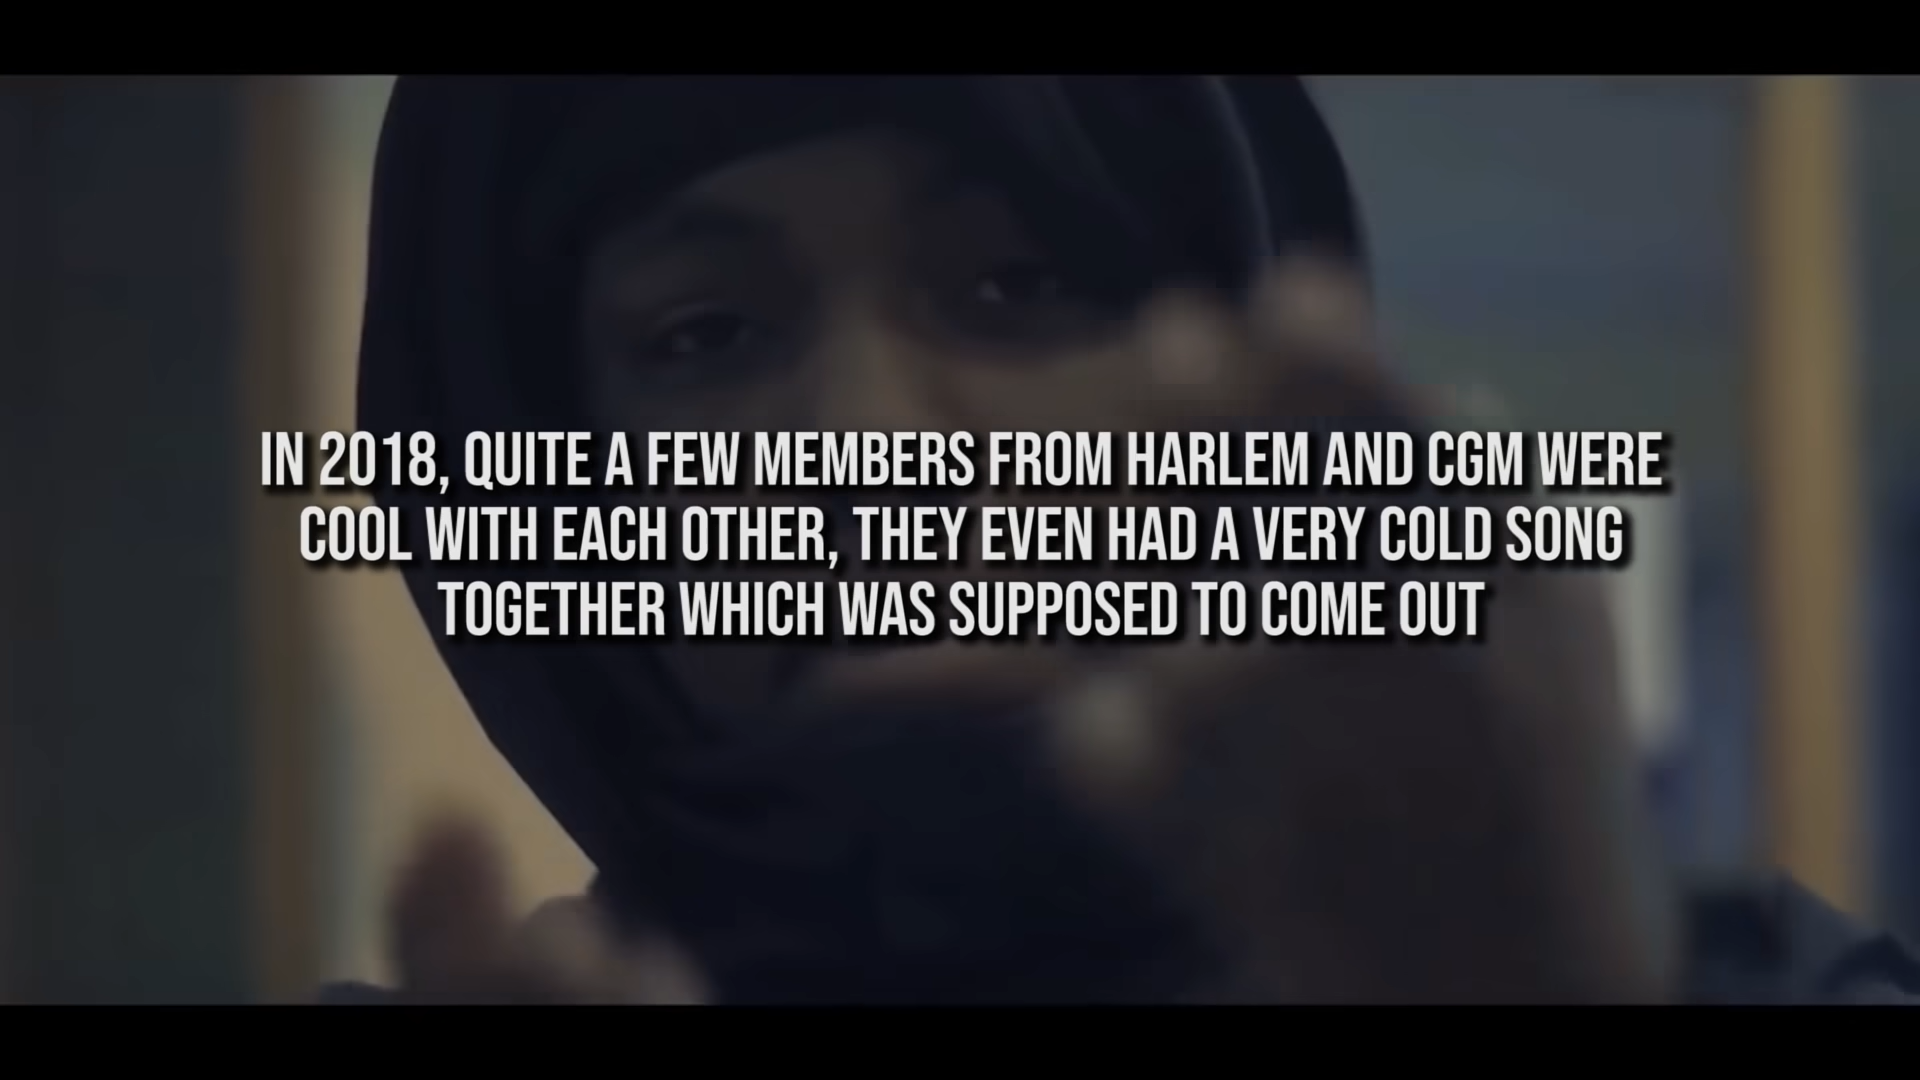 IN 2018, QUITE A FEW MEMBERS FROM HARLEM AND CGM WERE
COOL WITH EACH OTHER, THEY EVEN HAD A VERY COLD SONG
TOGETHER WHICH WAS SUPPOSED TO COME OUT